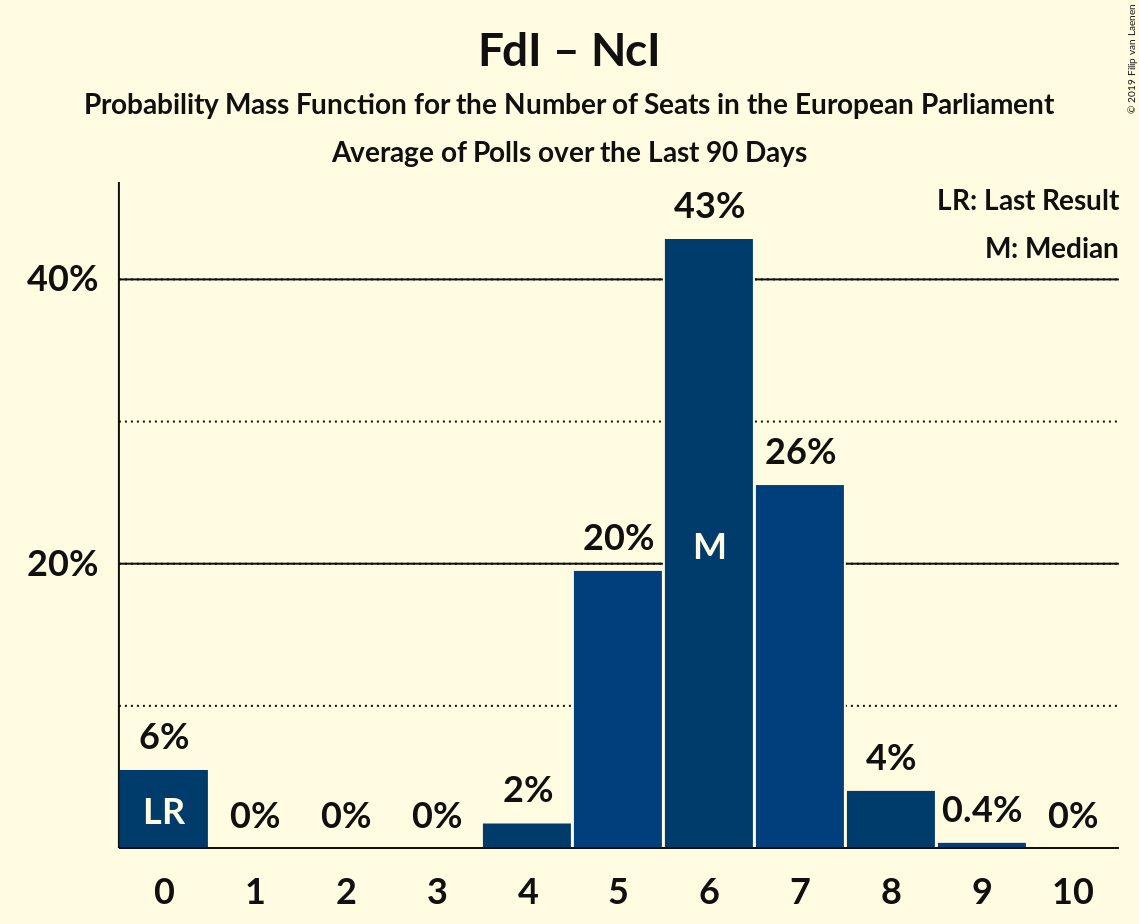 FdI – NcI
Probability Mass Function for the Number of Seats in the European Parliament
Average of Polls over the Last 90 Days
© 2019 Filip van Laenen
LR: Last Result
M: Median
43%
40%
26%
20%
M
20%
6%
LR
0%
0%
0%
2%
4%
0.4%
0%
0 1 2 3 4 5 6 7 8 9 10